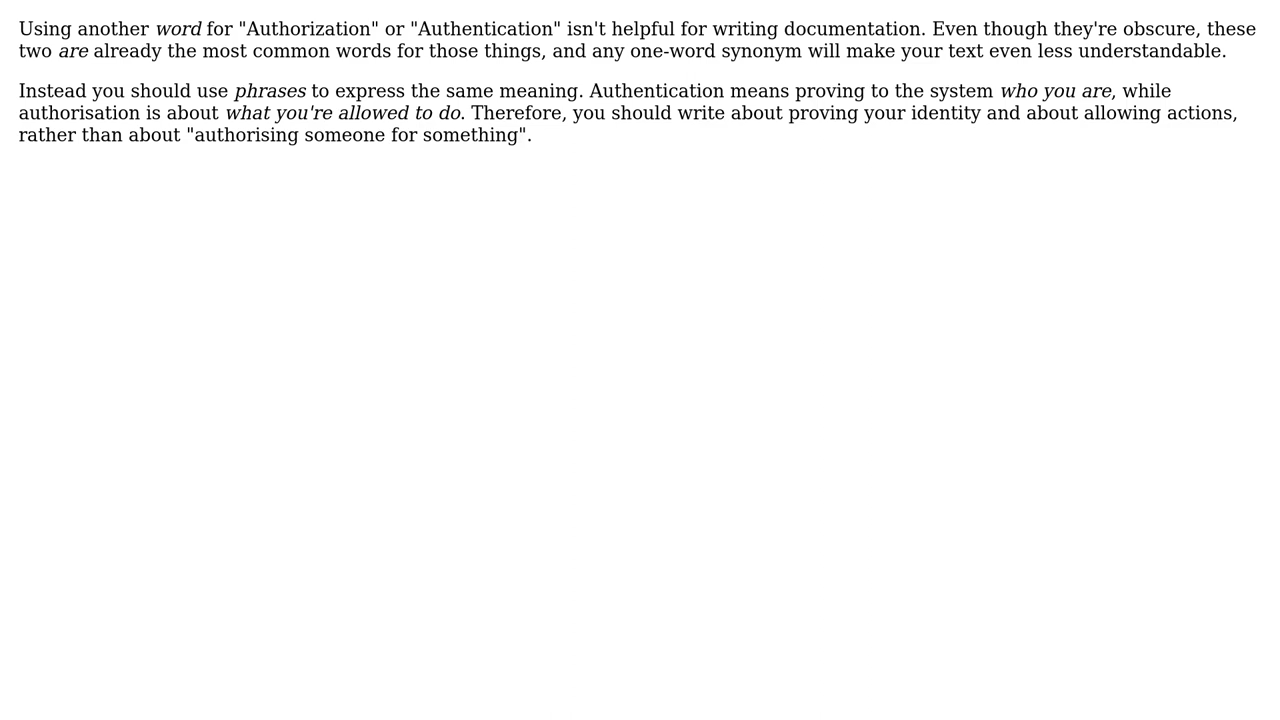 Using another word for "Authorization" or "Authentication" isn't helpful for writing documentation. Even though they're obscure, these
two are already the most common words for those things, and any one-word synonym will make your text even less understandable.
Instead you should use phrases to express the same meaning. Authentication means proving to the system who you are, while
authorisation is about what you're allowed to do. Therefore, you should write about proving your identity and about allowing actions,
rather than about "authorising someone for something".